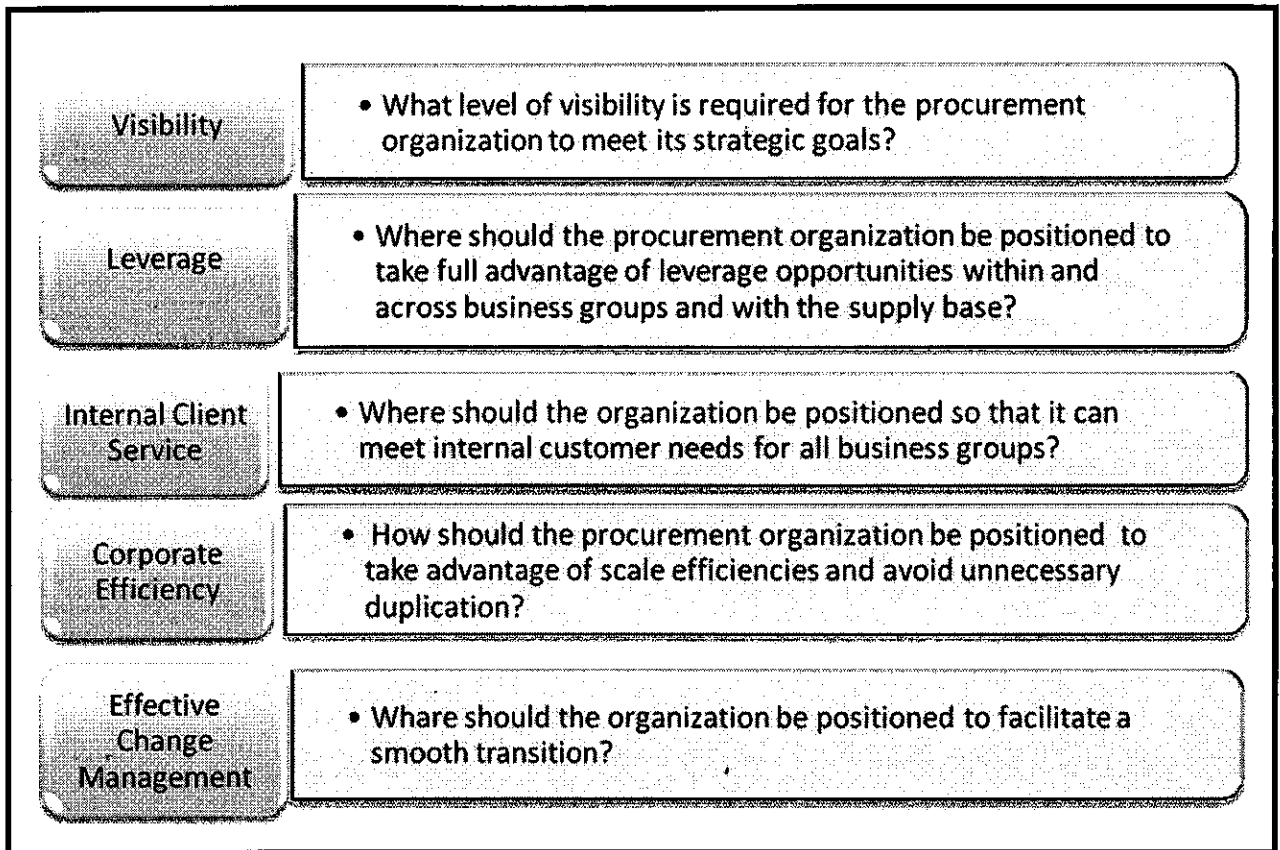 Visibility
• What level of visibility is required for the procurement
organization to meet its strategic goals?
Leverage
• Where should the procurement organization be positioned to
take full advantage of leverage opportunities within and
across business groups and with the supply base?
Internal Client
Service
• Where should the organization be positioned so that it can
meet internal customer needs for all business groups?
Corporate
Efficiency
• How should the procurement organization be positioned to
take advantage of scale efficiencies and avoid unnecessary
duplication?
Effective
Change
Management
• Whare should the organization be positioned to facilitate a
smooth transition?